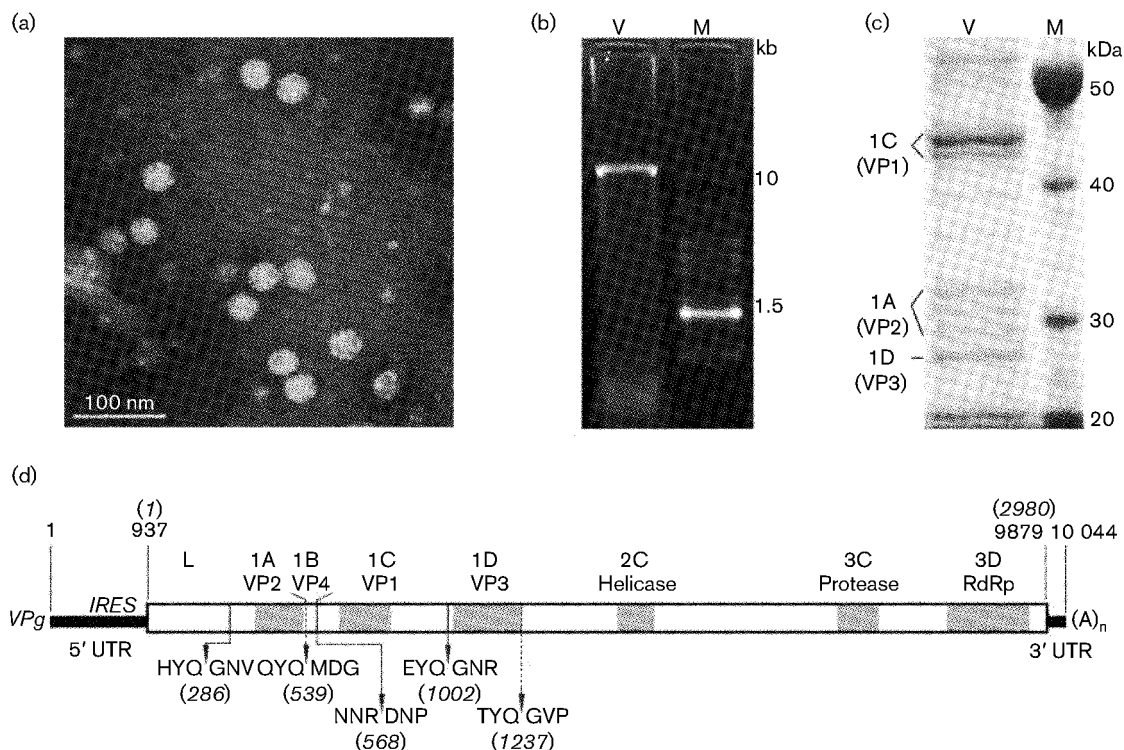 (a)
100 nm
(b)
V M
kb
10
1.5
(c)
V M
kDa
50
1C
(VP1)
40
1A
(VP2)
30
1D
(VP3)
20
(d)
(1) (2980)
1 937 9879 10 044
L 1A 1B 1C 1D 2C 3C 3D
VP2 VP4 VP1 VP3 Helicase Protease RdRp
VPg IRES (A)n
5′ UTR 3′ UTR
HYQ GNV QYQ MDG EYQ GNR
(286) (539) (1002)
NNR DNP TYQ GVP
(568) (1237)